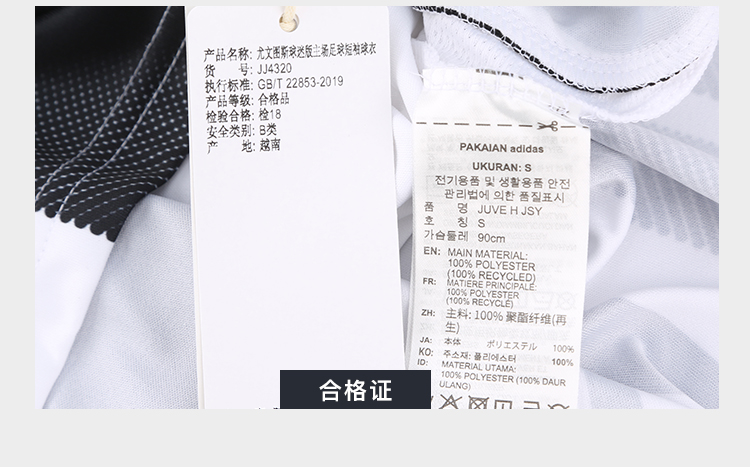 产品名称: 尤文图斯球迷版主场足球短袖球衣
货 号: JJ4320
执行标准: GB/T 22853-2019
产品等级: 合格品
检验合格: 检18
安全类别: B类
产 地: 越南
PAKAIAN adidas
UKURAN: S
전기용품 및 생활용품 안전
관리법에 의한 품질표시
품 명 JUVE H JSY
호 칭 S
가슴둘레 90cm
EN: MAIN MATERIAL:
100% POLYESTER
(100% RECYCLED)
FR: MATIERE PRINCIPALE:
100% POLYESTER
(100% RECYCLÉ)
ZH: 主料: 100% 聚酯纤维(再
生)
JA: 本体 ポリエステル 100%
KO: 주소재: 폴리에스터 100%
ID: MATERIAL UTAMA:
100% POLYESTER (100% DAUR
ULANG)
合格证